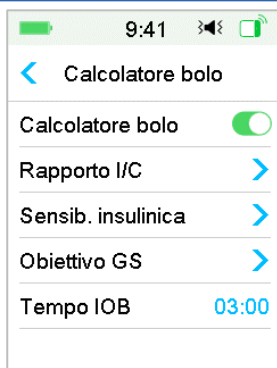 9:41
Calcolatore bolo
Calcolatore bolo
Rapporto I/C
Sensib. insulinica
Obiettivo GS
Tempo IOB 03:00